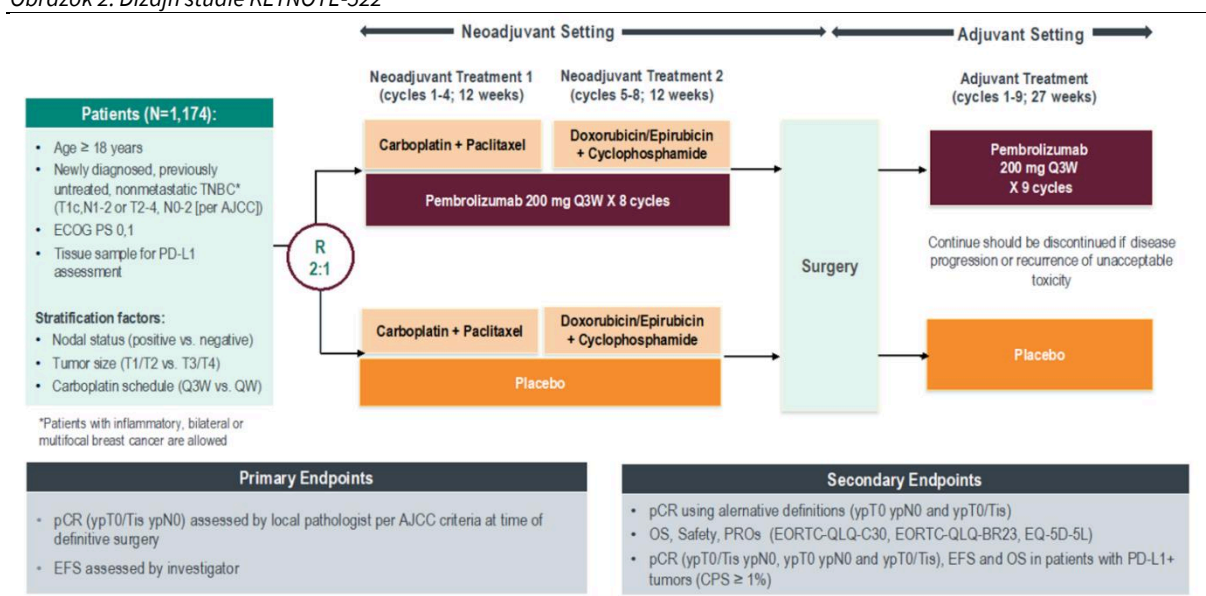 Obrázok 2: Dizajn štúdie KEYNOTE-522
Neoadjuvant Setting
Adjuvant Setting
Neoadjuvant Treatment 1
(cycles 1-4; 12 weeks)
Neoadjuvant Treatment 2
(cycles 5-8; 12 weeks)
Adjuvant Treatment
(cycles 1-9; 27 weeks)
Patients (N=1,174):
• Age ≥ 18 years
• Newly diagnosed, previously
untreated, nonmetastatic TNBC*
(T1c,N1-2 or T2-4, N0-2 [per AJCC])
• ECOG PS 0,1
• Tissue sample for PD-L1
assessment
Stratification factors:
• Nodal status (positive vs. negative)
• Tumor size (T1/T2 vs. T3/T4)
• Carboplatin schedule (Q3W vs. QW)
*Patients with inflammatory, bilateral or
multifocal breast cancer are allowed
R
2:1
Carboplatin + Paclitaxel
Doxorubicin/Epirubicin
+ Cyclophosphamide
Pembrolizumab 200 mg Q3W X 8 cycles
Carboplatin + Paclitaxel
Doxorubicin/Epirubicin
+ Cyclophosphamide
Placebo
Surgery
Pembrolizumab
200 mg Q3W
X 9 cycles
Continue should be discontinued if disease
progression or recurrence of unacceptable
toxicity
Placebo
Primary Endpoints
• pCR (ypT0/Tis ypN0) assessed by local pathologist per AJCC criteria at time of
definitive surgery
• EFS assessed by investigator
Secondary Endpoints
• pCR using alernative definitions (ypT0 ypN0 and ypT0/Tis)
• OS, Safety, PROs (EORTC-QLQ-C30, EORTC-QLQ-BR23, EQ-5D-5L)
• pCR (ypT0/Tis ypN0, ypT0 ypN0 and ypT0/Tis), EFS and OS in patients with PD-L1+
tumors (CPS ≥ 1%)